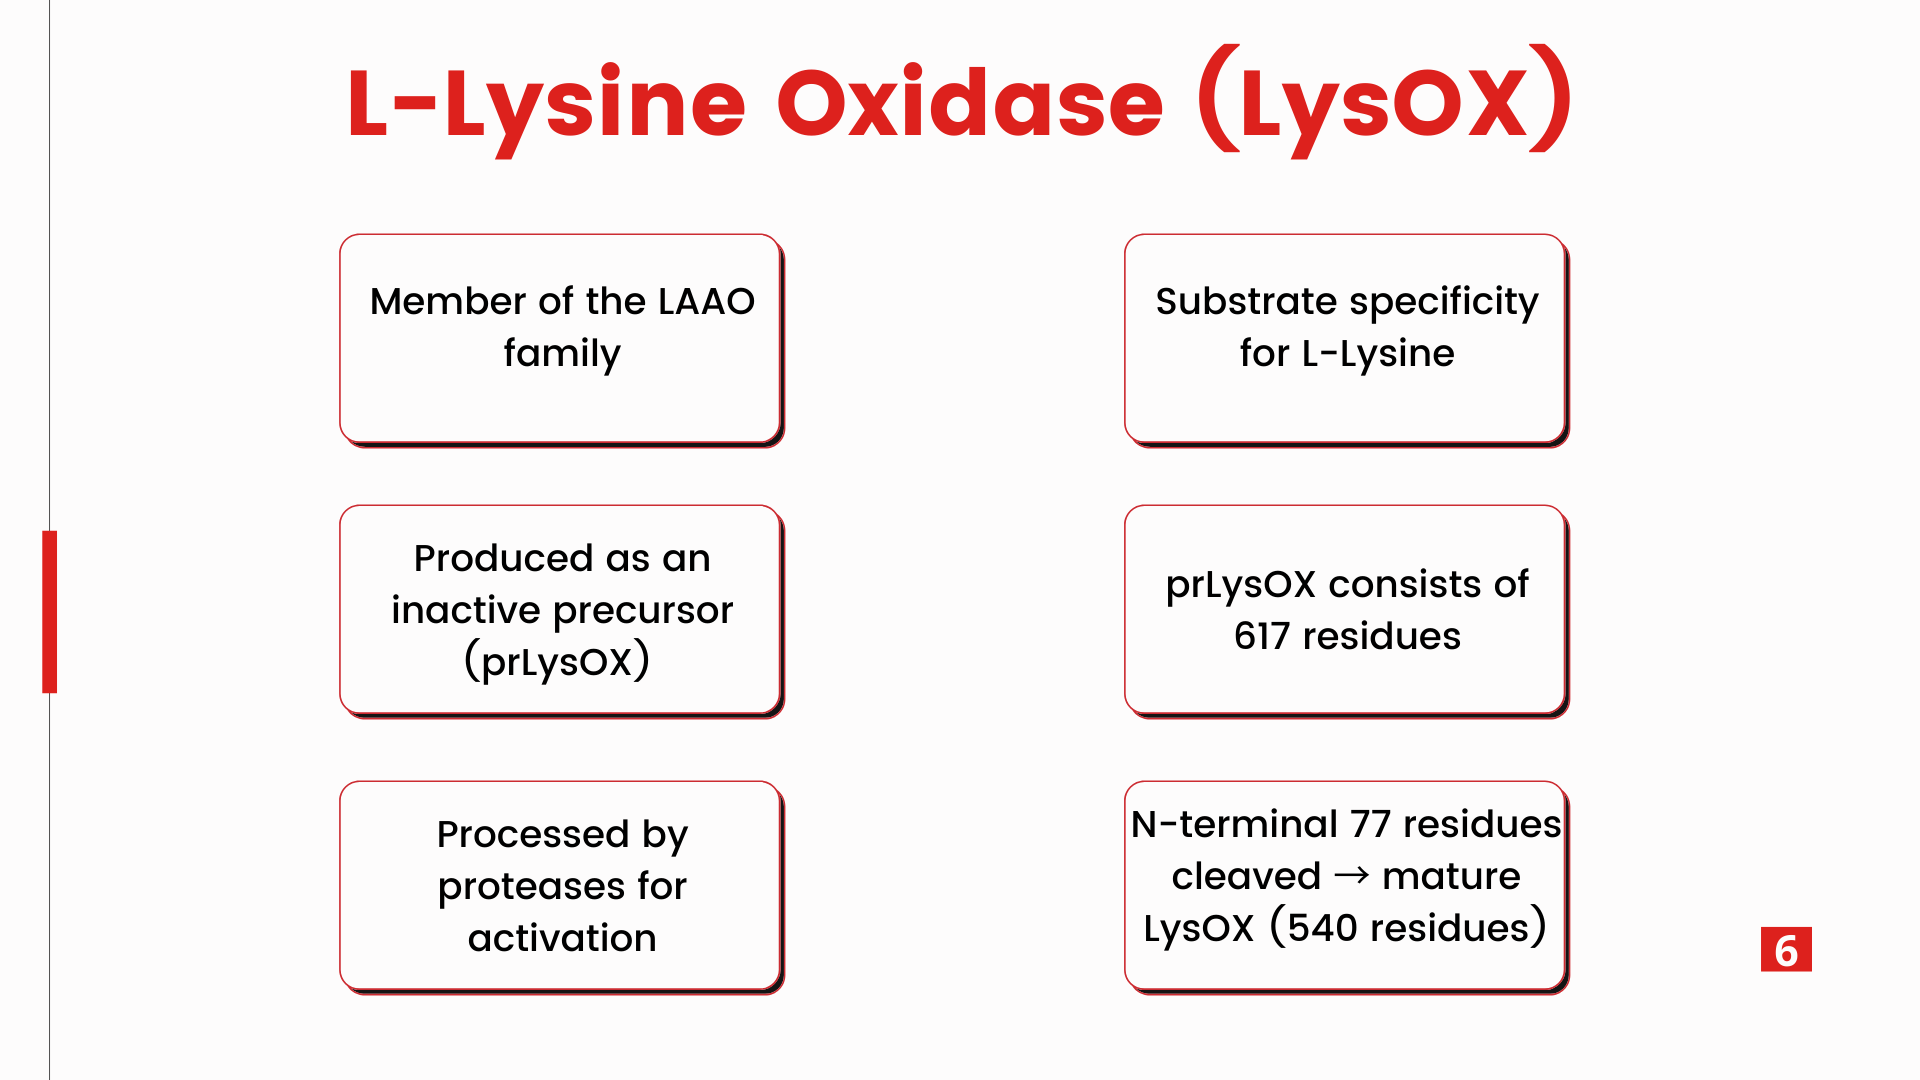 L-Lysine Oxidase (LysOX)
Member of the LAAO
family
Substrate specificity
for L-Lysine
Produced as an
inactive precursor
(prLysOX)
prLysOX consists of
617 residues
Processed by
proteases for
activation
N-terminal 77 residues
cleaved → mature
LysOX (540 residues)
6